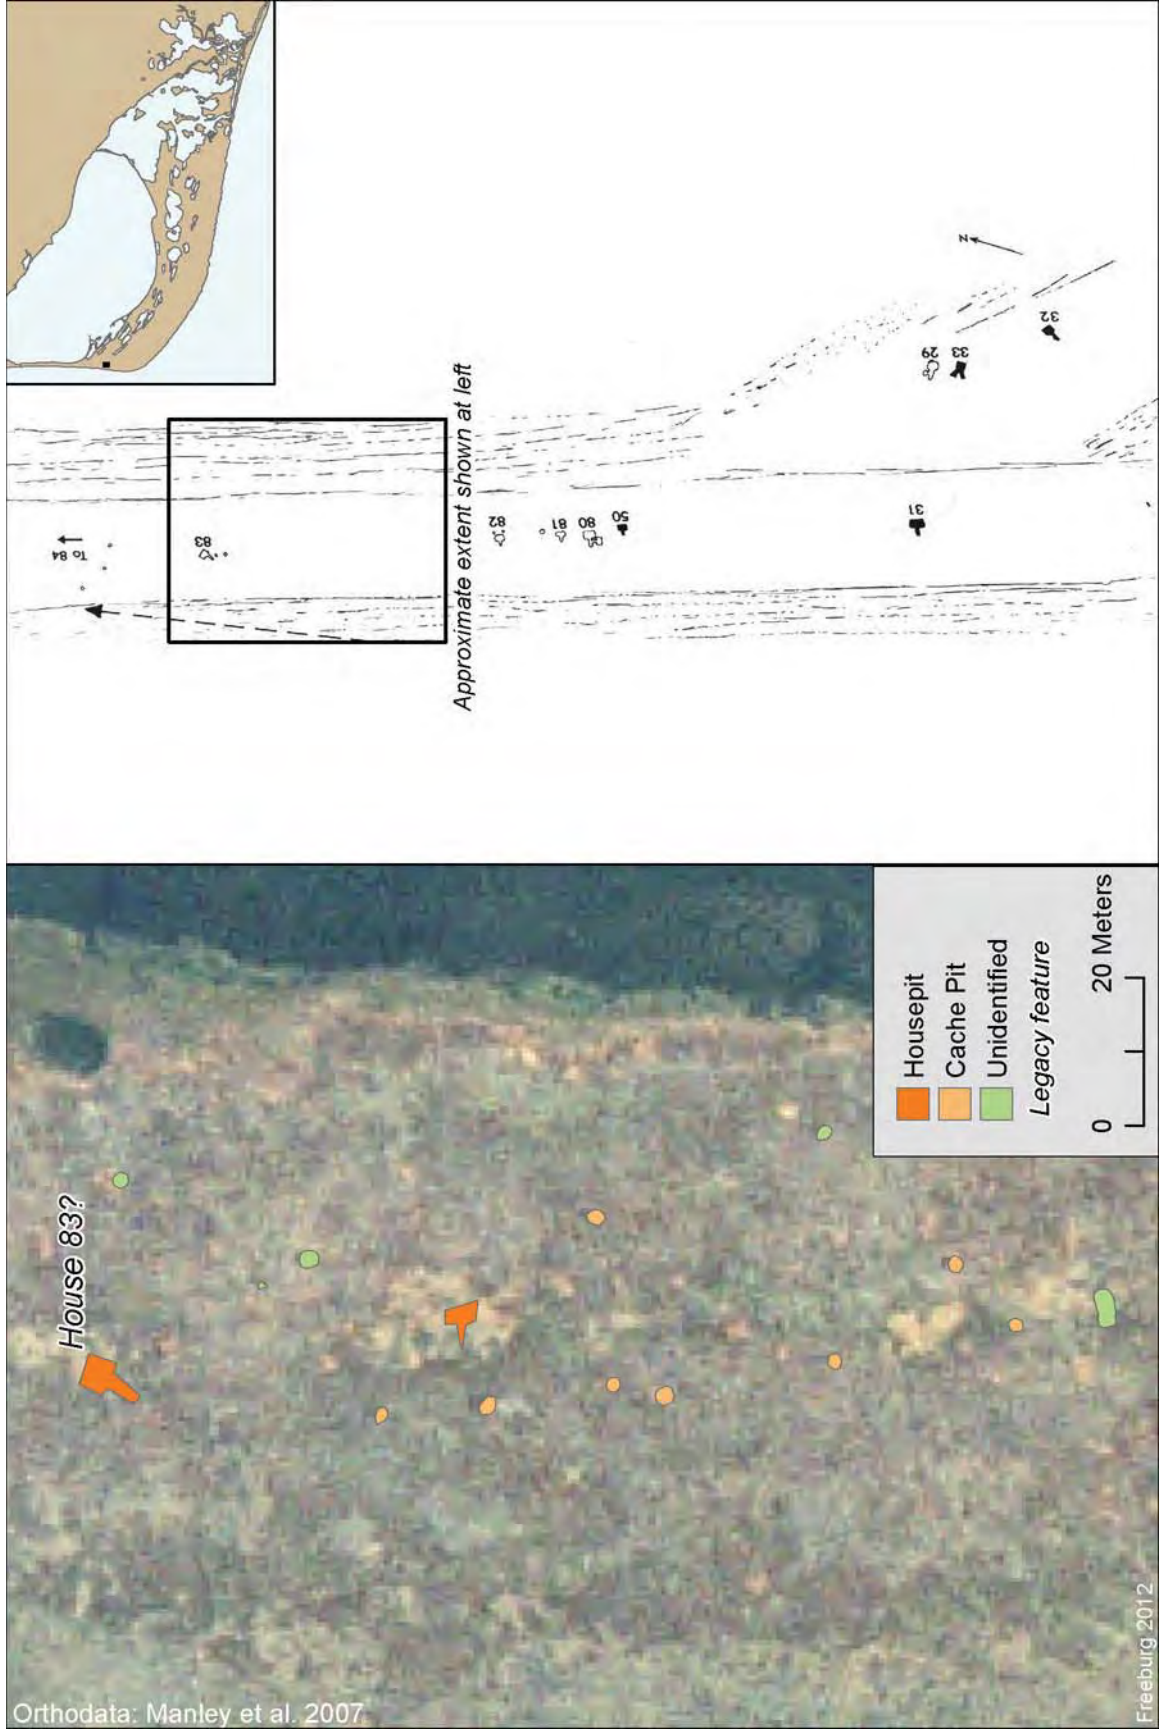 Orthodata: Manley et al. 2007
House 83?
Housepit
Cache Pit
Unidentified
Legacy feature
0 20 Meters
Freeburg 2012
To 84
83
Approximate extent shown at left
82
81
80
50
31
N
29
33
32